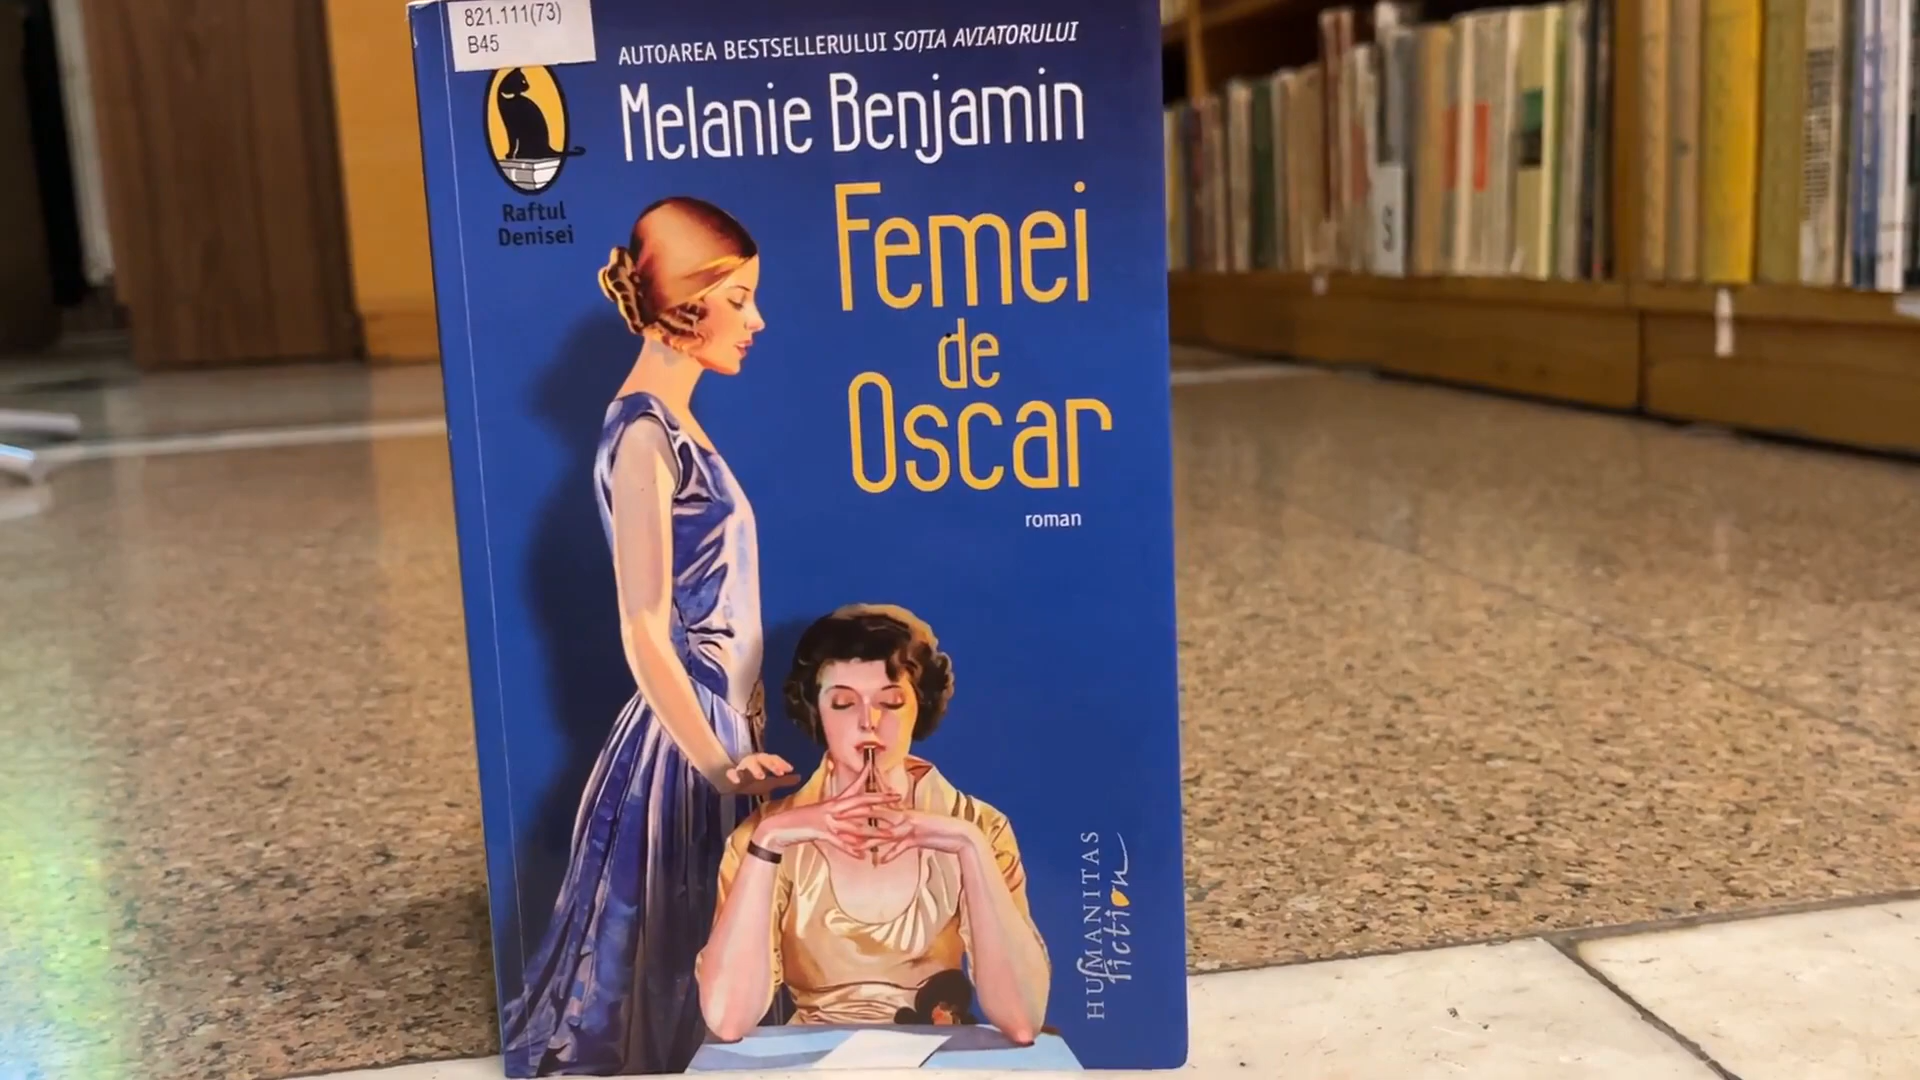 821.111(73)
B45
AUTOAREA BESTSELLERULUI SOȚIA AVIATORULUI
Melanie Benjamin
Raftul
Denisei
Femei
de
Oscar
roman
HUMANITAS
fiction
S